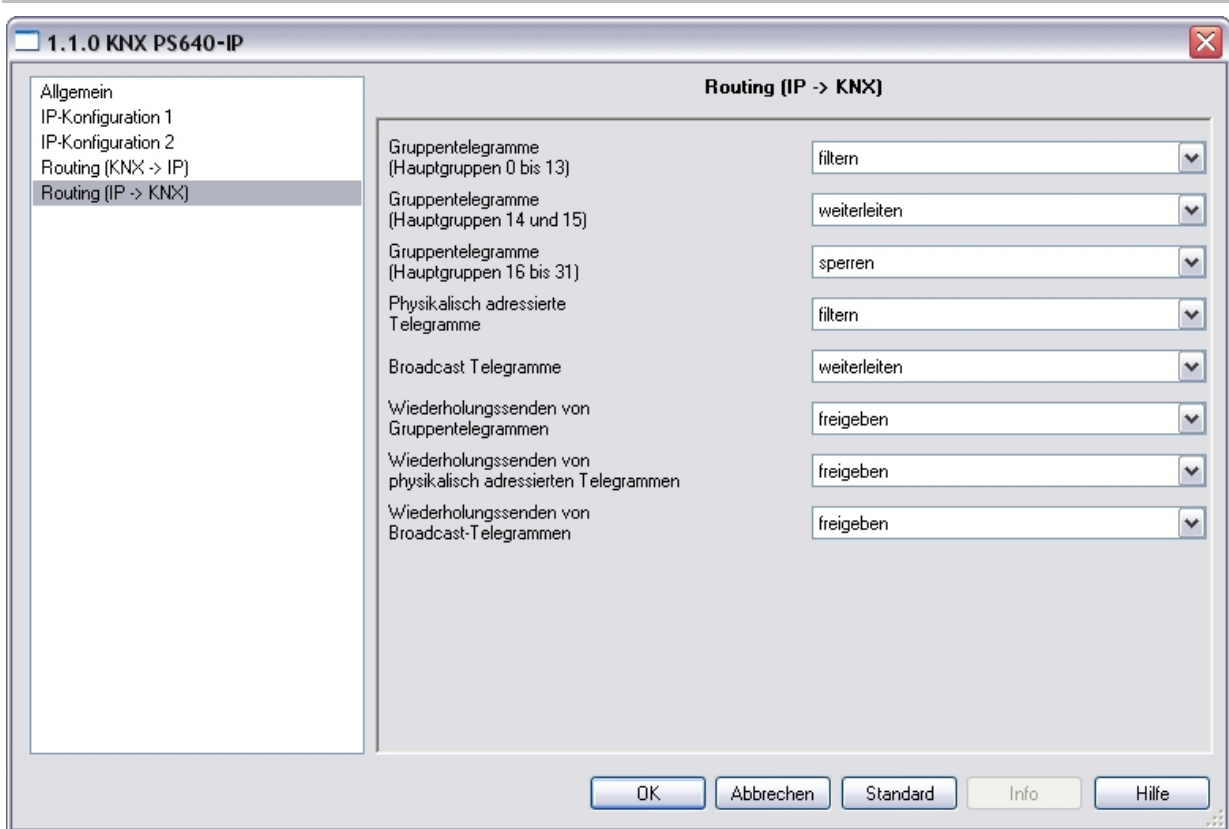 1.1.0 KNX PS640-IP
Allgemein
IP-Konfiguration 1
IP-Konfiguration 2
Routing (KNX -> IP)
Routing (IP -> KNX)
Routing (IP -> KNX)
Gruppentelegramme
(Hauptgruppen 0 bis 13)
filtern
Gruppentelegramme
(Hauptgruppen 14 und 15)
weiterleiten
Gruppentelegramme
(Hauptgruppen 16 bis 31)
sperren
Physikalisch adressierte
Telegramme
filtern
Broadcast Telegramme
weiterleiten
Wiederholungssenden von
Gruppentelegrammen
freigeben
Wiederholungssenden von
physikalisch adressierten Telegrammen
freigeben
Wiederholungssenden von
Broadcast-Telegrammen
freigeben
OK
Abbrechen
Standard
Info
Hilfe